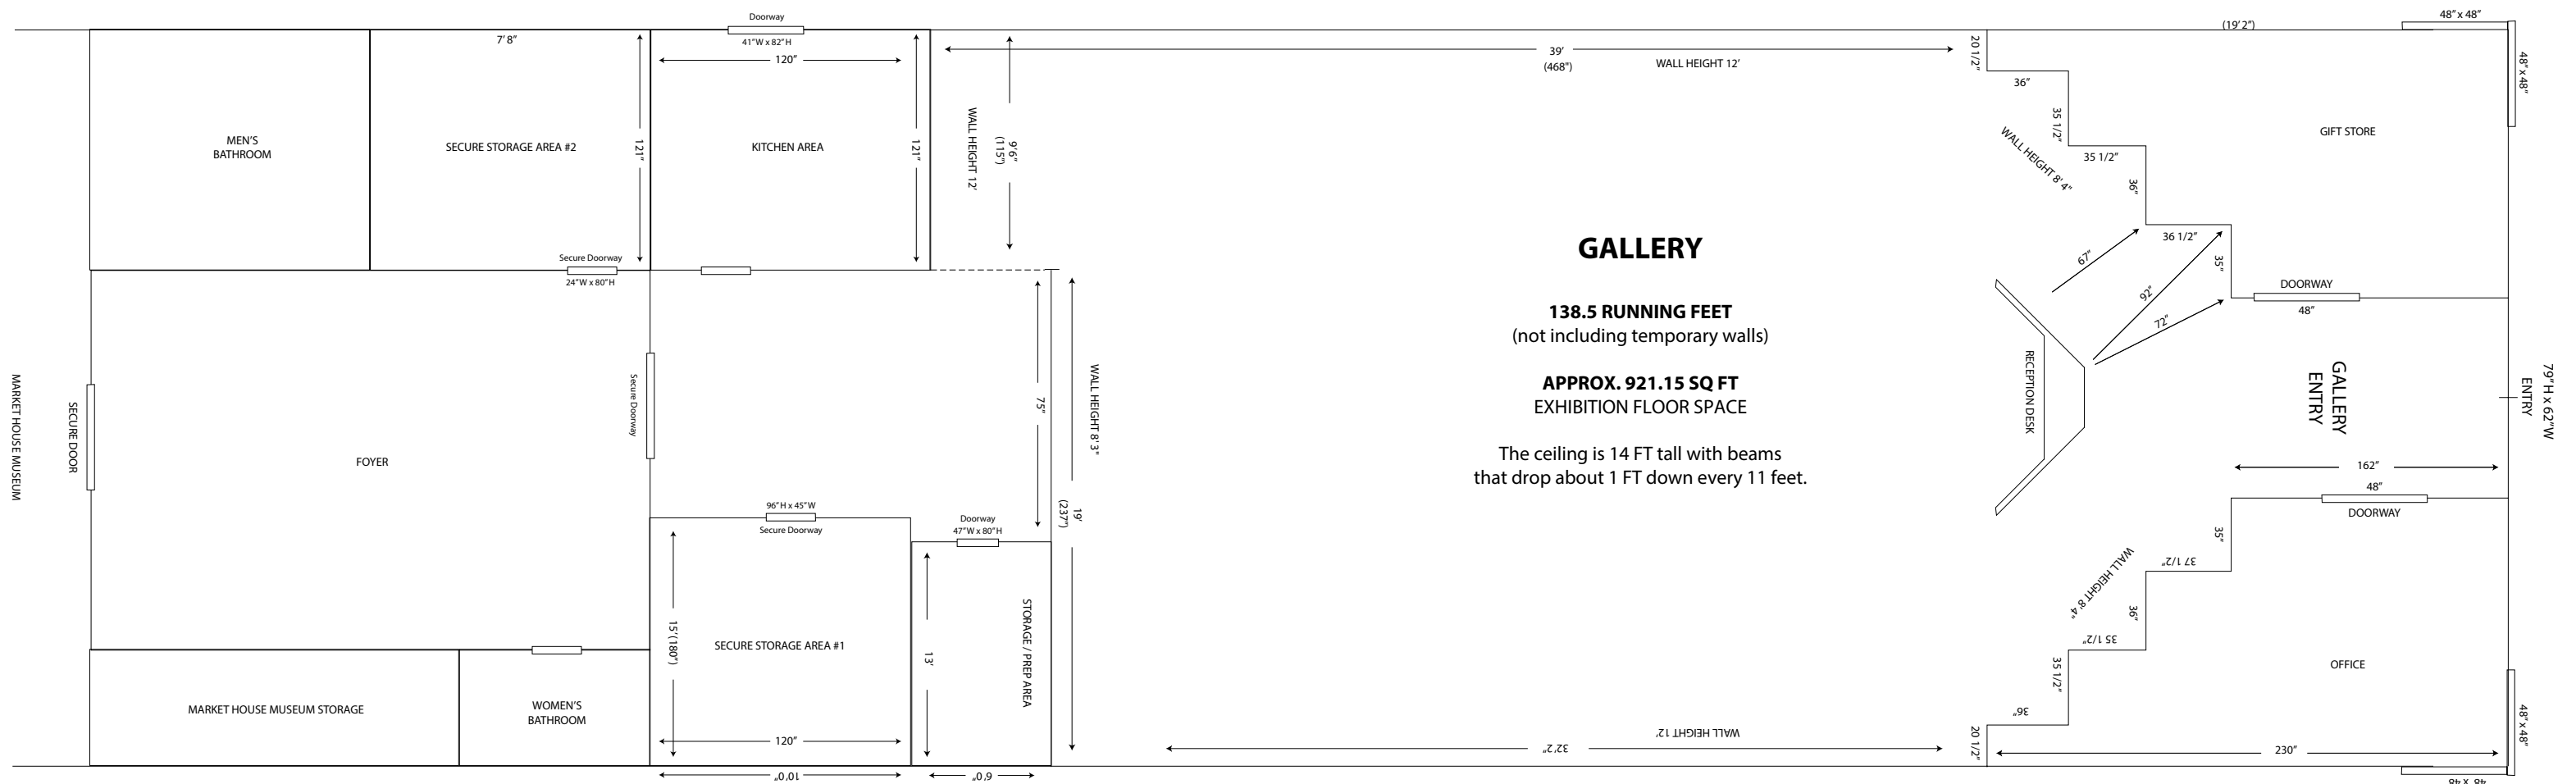 Doorway
41"W x 82"H
120"
7' 8"
121"
121"
MEN'S
BATHROOM
SECURE STORAGE AREA #2
KITCHEN AREA
Secure Doorway
24"W x 80"H
WALL HEIGHT 12'
9'6"
(115")
39'
(468")
WALL HEIGHT 12'
20 1/2"
36"
35 1/2"
35 1/2"
36"
36 1/2"
35"
WALL HEIGHT 8' 4"
(19' 2")
48" x 48"
48" x 48"
GIFT STORE
DOORWAY
48"
67"
92"
72"
RECEPTION DESK
GALLERY
138.5 RUNNING FEET
(not including temporary walls)
APPROX. 921.15 SQ FT
EXHIBITION FLOOR SPACE
The ceiling is 14 FT tall with beams
that drop about 1 FT down every 11 feet.
GALLERY
ENTRY
79"H x 62"W
ENTRY
162"
48"
DOORWAY
MARKET HOUSE MUSEUM
SECURE DOOR
FOYER
Secure Doorway
75"
WALL HEIGHT 8' 3"
19'
(237")
96"H x 45"W
Secure Doorway
Doorway
47"W x 80"H
15' (180")
SECURE STORAGE AREA #1
120"
10'0"
13'
STORAGE / PREP AREA
6'0"
MARKET HOUSE MUSEUM STORAGE
WOMEN'S
BATHROOM
32'2"
WALL HEIGHT 12'
20 1/2"
36"
35 1/2"
35 1/2"
36"
37 1/2"
35"
WALL HEIGHT 8' 4"
OFFICE
230"
48" x 48"
48" X 48